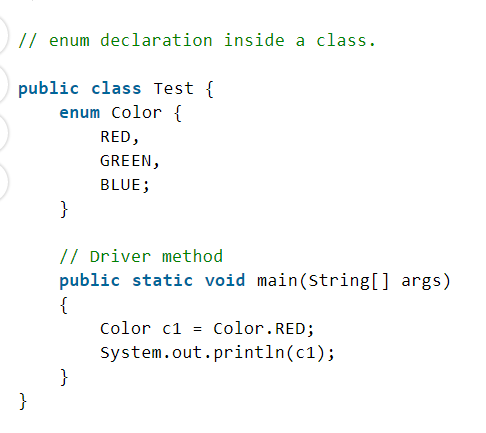 // enum declaration inside a class.
public class Test {
    enum Color {
        RED,
        GREEN,
        BLUE;
    }
    // Driver method
    public static void main(String[] args)
    {
        Color c1 = Color.RED;
        System.out.println(c1);
    }
}